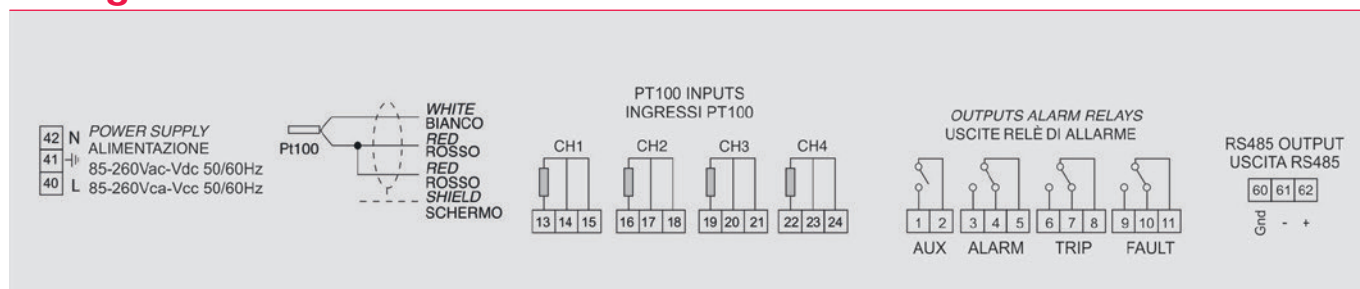 42 N POWER SUPPLY
41 ALIMENTAZIONE
85-260Vac-Vdc 50/60Hz
40 L 85-260Vca-Vcc 50/60Hz
Pt100
WHITE
BIANCO
RED
ROSSO
RED
ROSSO
SHIELD
SCHERMO
PT100 INPUTS
INGRESSI PT100
CH1 CH2 CH3 CH4
13 14 15 16 17 18 19 20 21 22 23 24
OUTPUTS ALARM RELAYS
USCITE RELÈ DI ALLARME
1 2 3 4 5 6 7 8 9 10 11
AUX ALARM TRIP FAULT
RS485 OUTPUT
USCITA RS485
60 61 62
Gnd - +